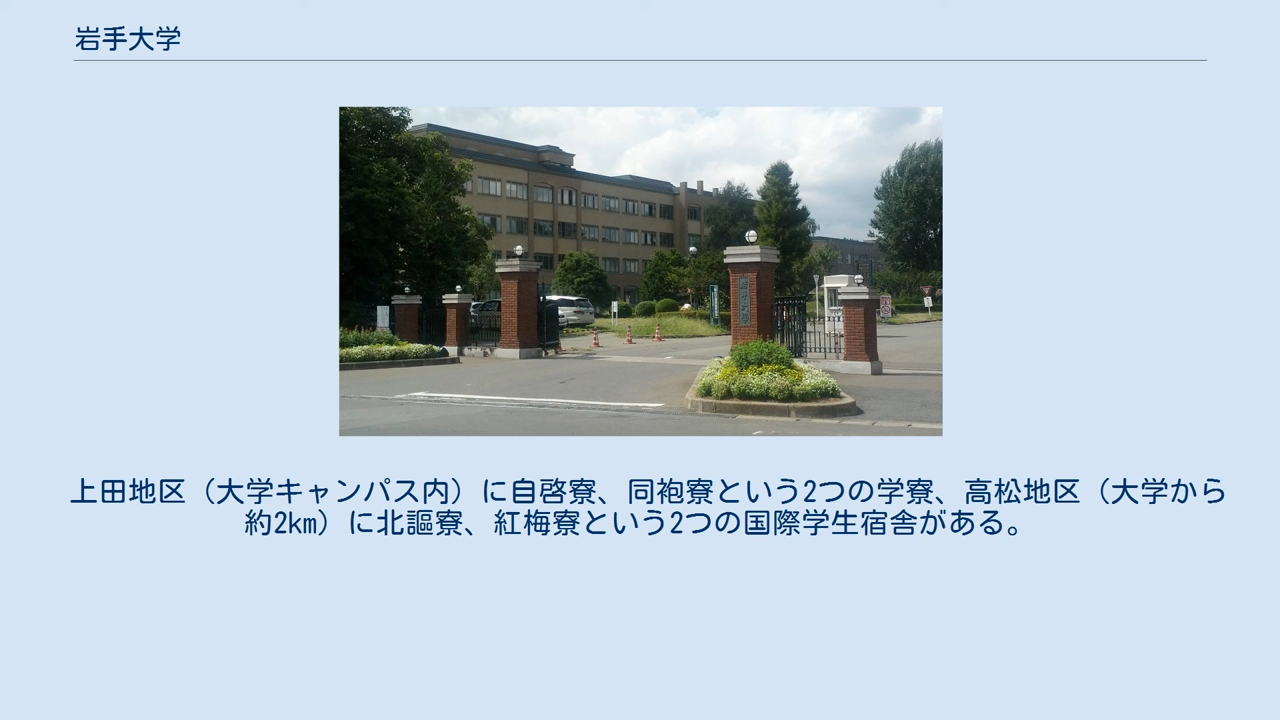 岩手大学
上田地区（大学キャンパス内）に自啓寮、同袍寮という2つの学寮、高松地区（大学から
約2km）に北謳寮、紅梅寮という2つの国際学生宿舎がある。